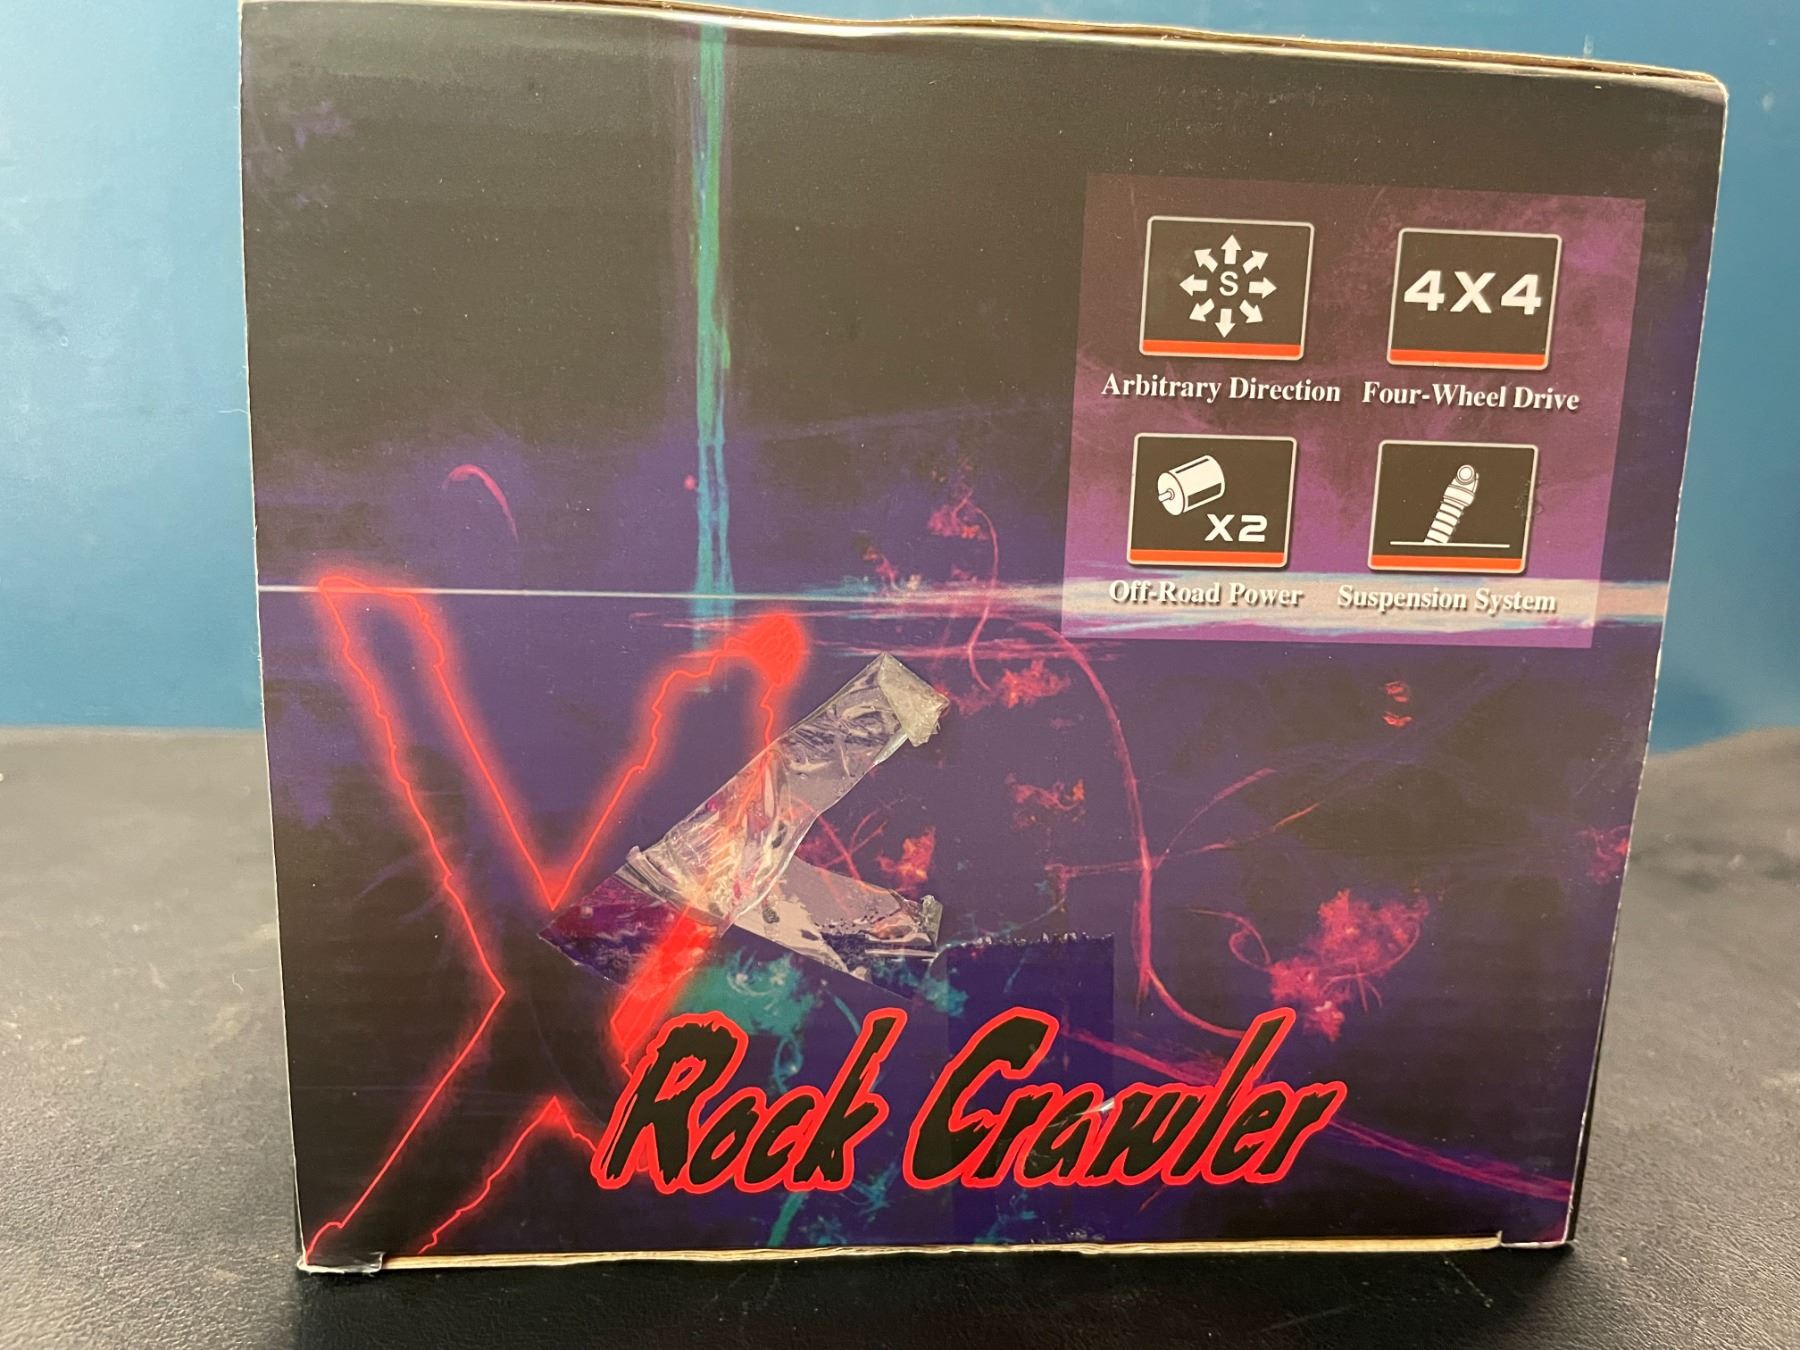 S
4X4
Arbitrary Direction Four-Wheel Drive
X2
Off-Road Power Suspension System
X
Rock Crawler